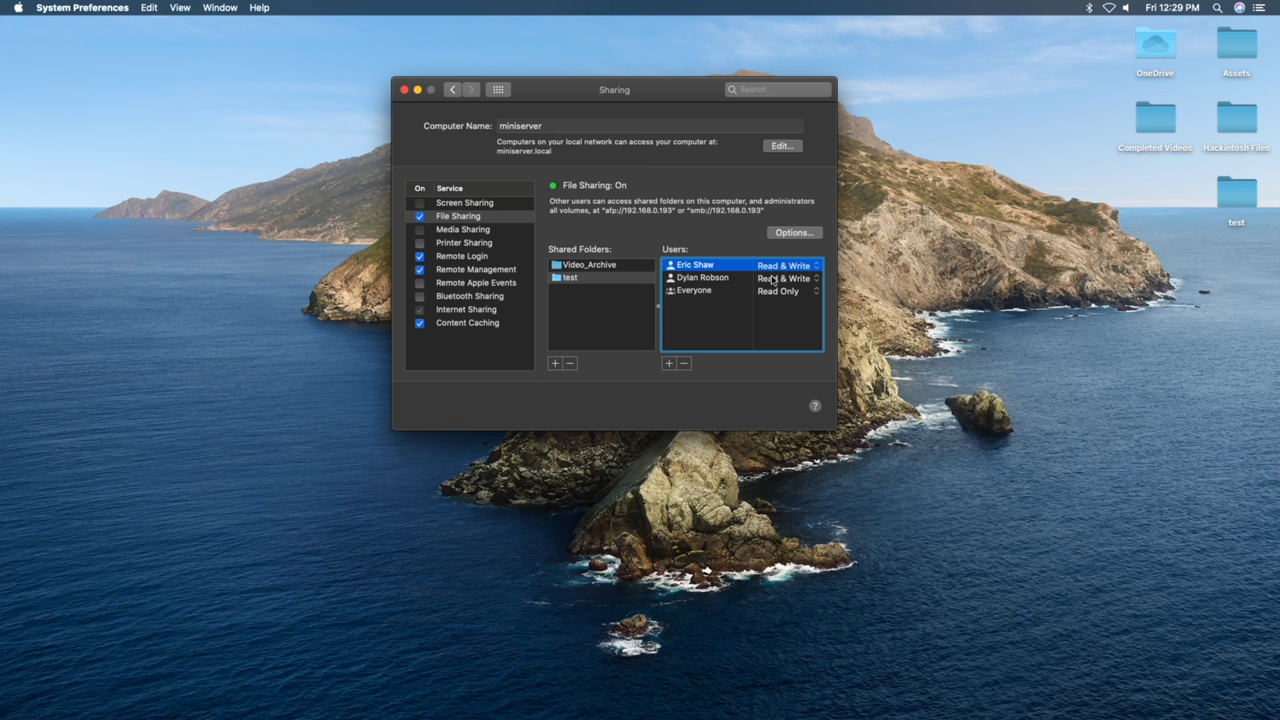 System Preferences Edit View Window Help
Fri 12:29 PM
OneDrive
Assets
Completed Videos
Hackintosh Files
test
Sharing
Search
Computer Name: miniserver
Computers on your local network can access your computer at:
miniserver.local
Edit...
On Service
Screen Sharing
File Sharing
Media Sharing
Printer Sharing
Remote Login
Remote Management
Remote Apple Events
Bluetooth Sharing
Internet Sharing
Content Caching
File Sharing: On
Other users can access shared folders on this computer, and administrators
all volumes, at "afp://192.168.0.193" or "smb://192.168.0.193"
Options...
Shared Folders:
Video_Archive
test
Users:
Eric Shaw Read & Write
Dylan Robson Read & Write
Everyone Read Only
+ −
+ −
?